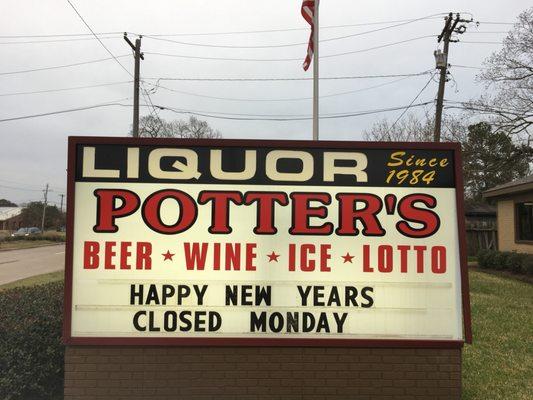 LIQUOR Since 1984
POTTER'S
BEER ★ WINE ★ ICE ★ LOTTO
HAPPY NEW YEARS
CLOSED MONDAY